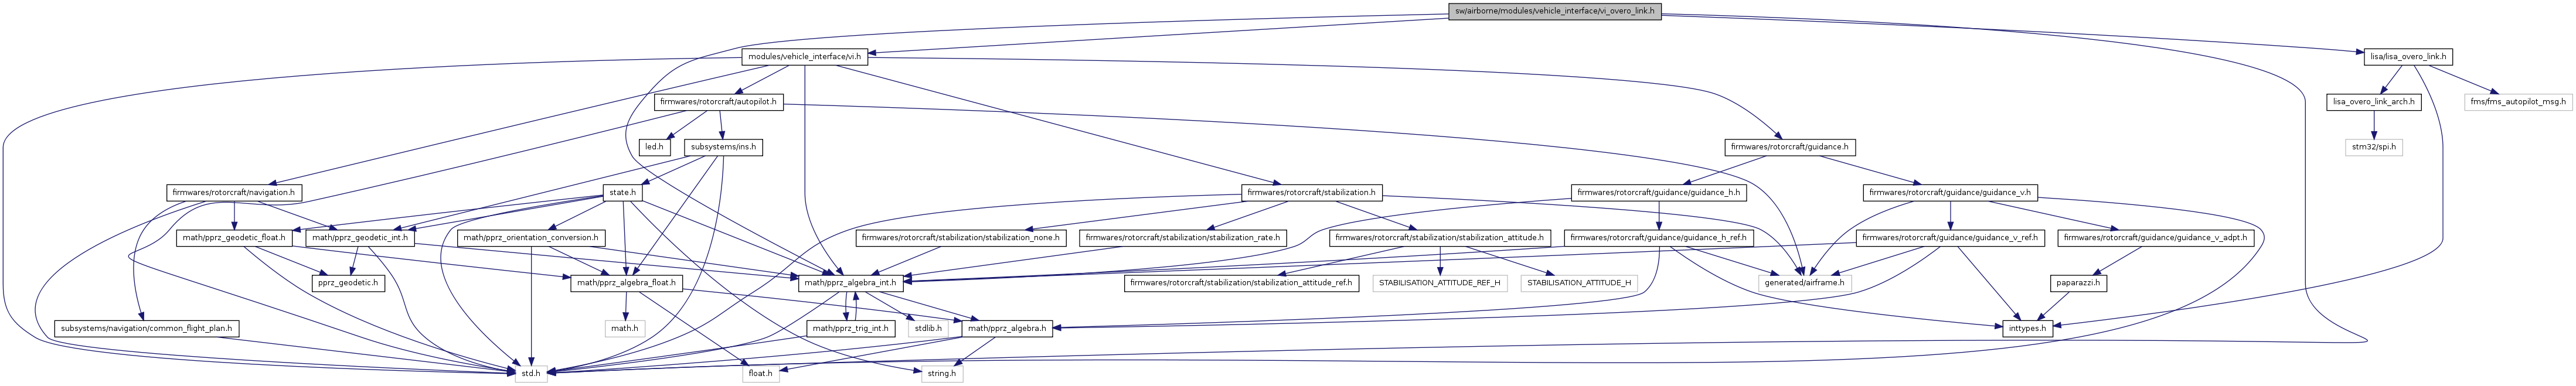 sw/airborne/modules/vehicle_interface/vi_overo_link.h
modules/vehicle_interface/vi.h
lisa/lisa_overo_link.h
firmwares/rotorcraft/autopilot.h
lisa_overo_link_arch.h
fms/fms_autopilot_msg.h
led.h
subsystems/ins.h
firmwares/rotorcraft/guidance.h
stm32/spi.h
firmwares/rotorcraft/navigation.h
state.h
firmwares/rotorcraft/stabilization.h
firmwares/rotorcraft/guidance/guidance_h.h
firmwares/rotorcraft/guidance/guidance_v.h
math/pprz_geodetic_float.h
math/pprz_geodetic_int.h
math/pprz_orientation_conversion.h
firmwares/rotorcraft/stabilization/stabilization_none.h
firmwares/rotorcraft/stabilization/stabilization_rate.h
firmwares/rotorcraft/stabilization/stabilization_attitude.h
firmwares/rotorcraft/guidance/guidance_h_ref.h
firmwares/rotorcraft/guidance/guidance_v_ref.h
firmwares/rotorcraft/guidance/guidance_v_adpt.h
pprz_geodetic.h
math/pprz_algebra_float.h
math/pprz_algebra_int.h
firmwares/rotorcraft/stabilization/stabilization_attitude_ref.h
STABILISATION_ATTITUDE_REF_H
STABILISATION_ATTITUDE_H
generated/airframe.h
paparazzi.h
subsystems/navigation/common_flight_plan.h
math.h
math/pprz_trig_int.h
stdlib.h
math/pprz_algebra.h
inttypes.h
std.h
float.h
string.h